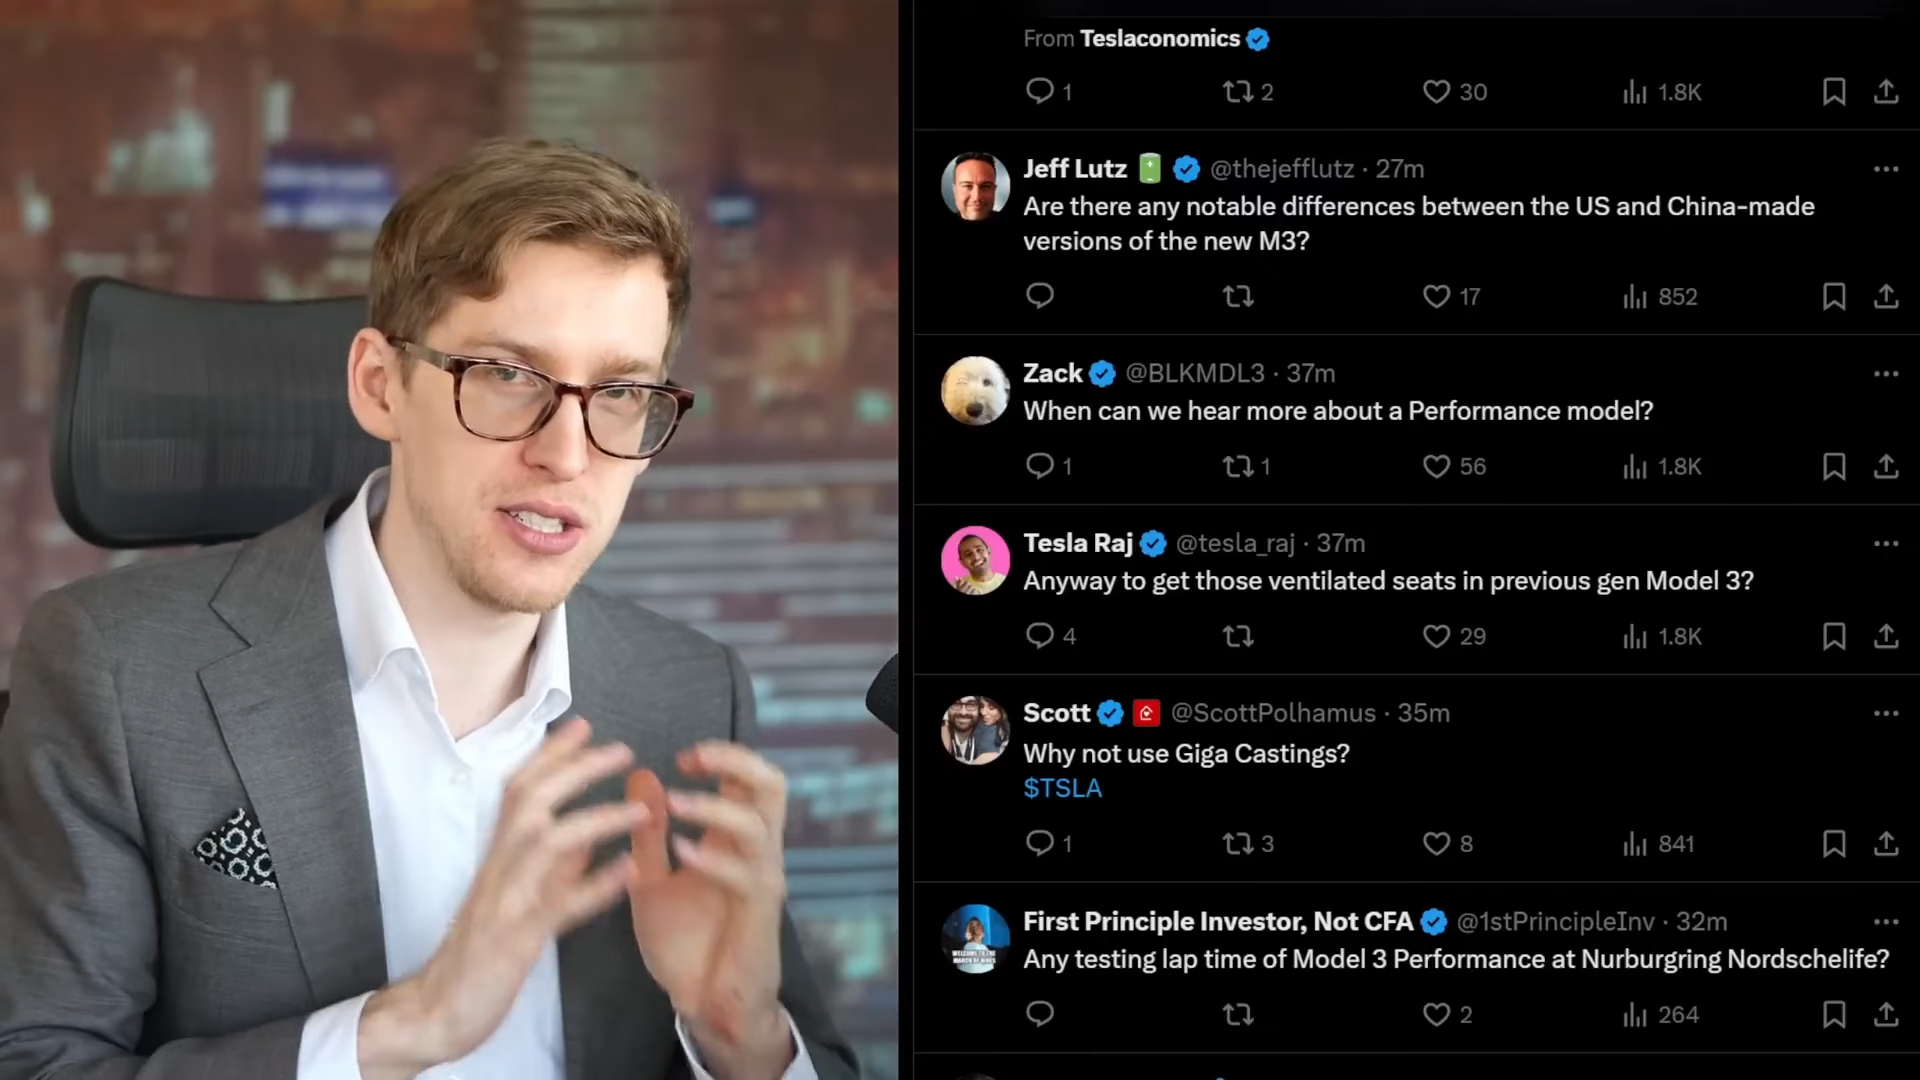 From Teslaconomics
1 2 30 1.8K
Jeff Lutz @thejefflutz · 27m
Are there any notable differences between the US and China-made
versions of the new M3?
17 852
Zack @BLKMDL3 · 37m
When can we hear more about a Performance model?
1 1 56 1.8K
Tesla Raj @tesla_raj · 37m
Anyway to get those ventilated seats in previous gen Model 3?
4 29 1.8K
Scott @ScottPolhamus · 35m
Why not use Giga Castings?
$TSLA
1 3 8 841
First Principle Investor, Not CFA @1stPrincipleInv · 32m
Any testing lap time of Model 3 Performance at Nurburgring Nordschelife?
2 264